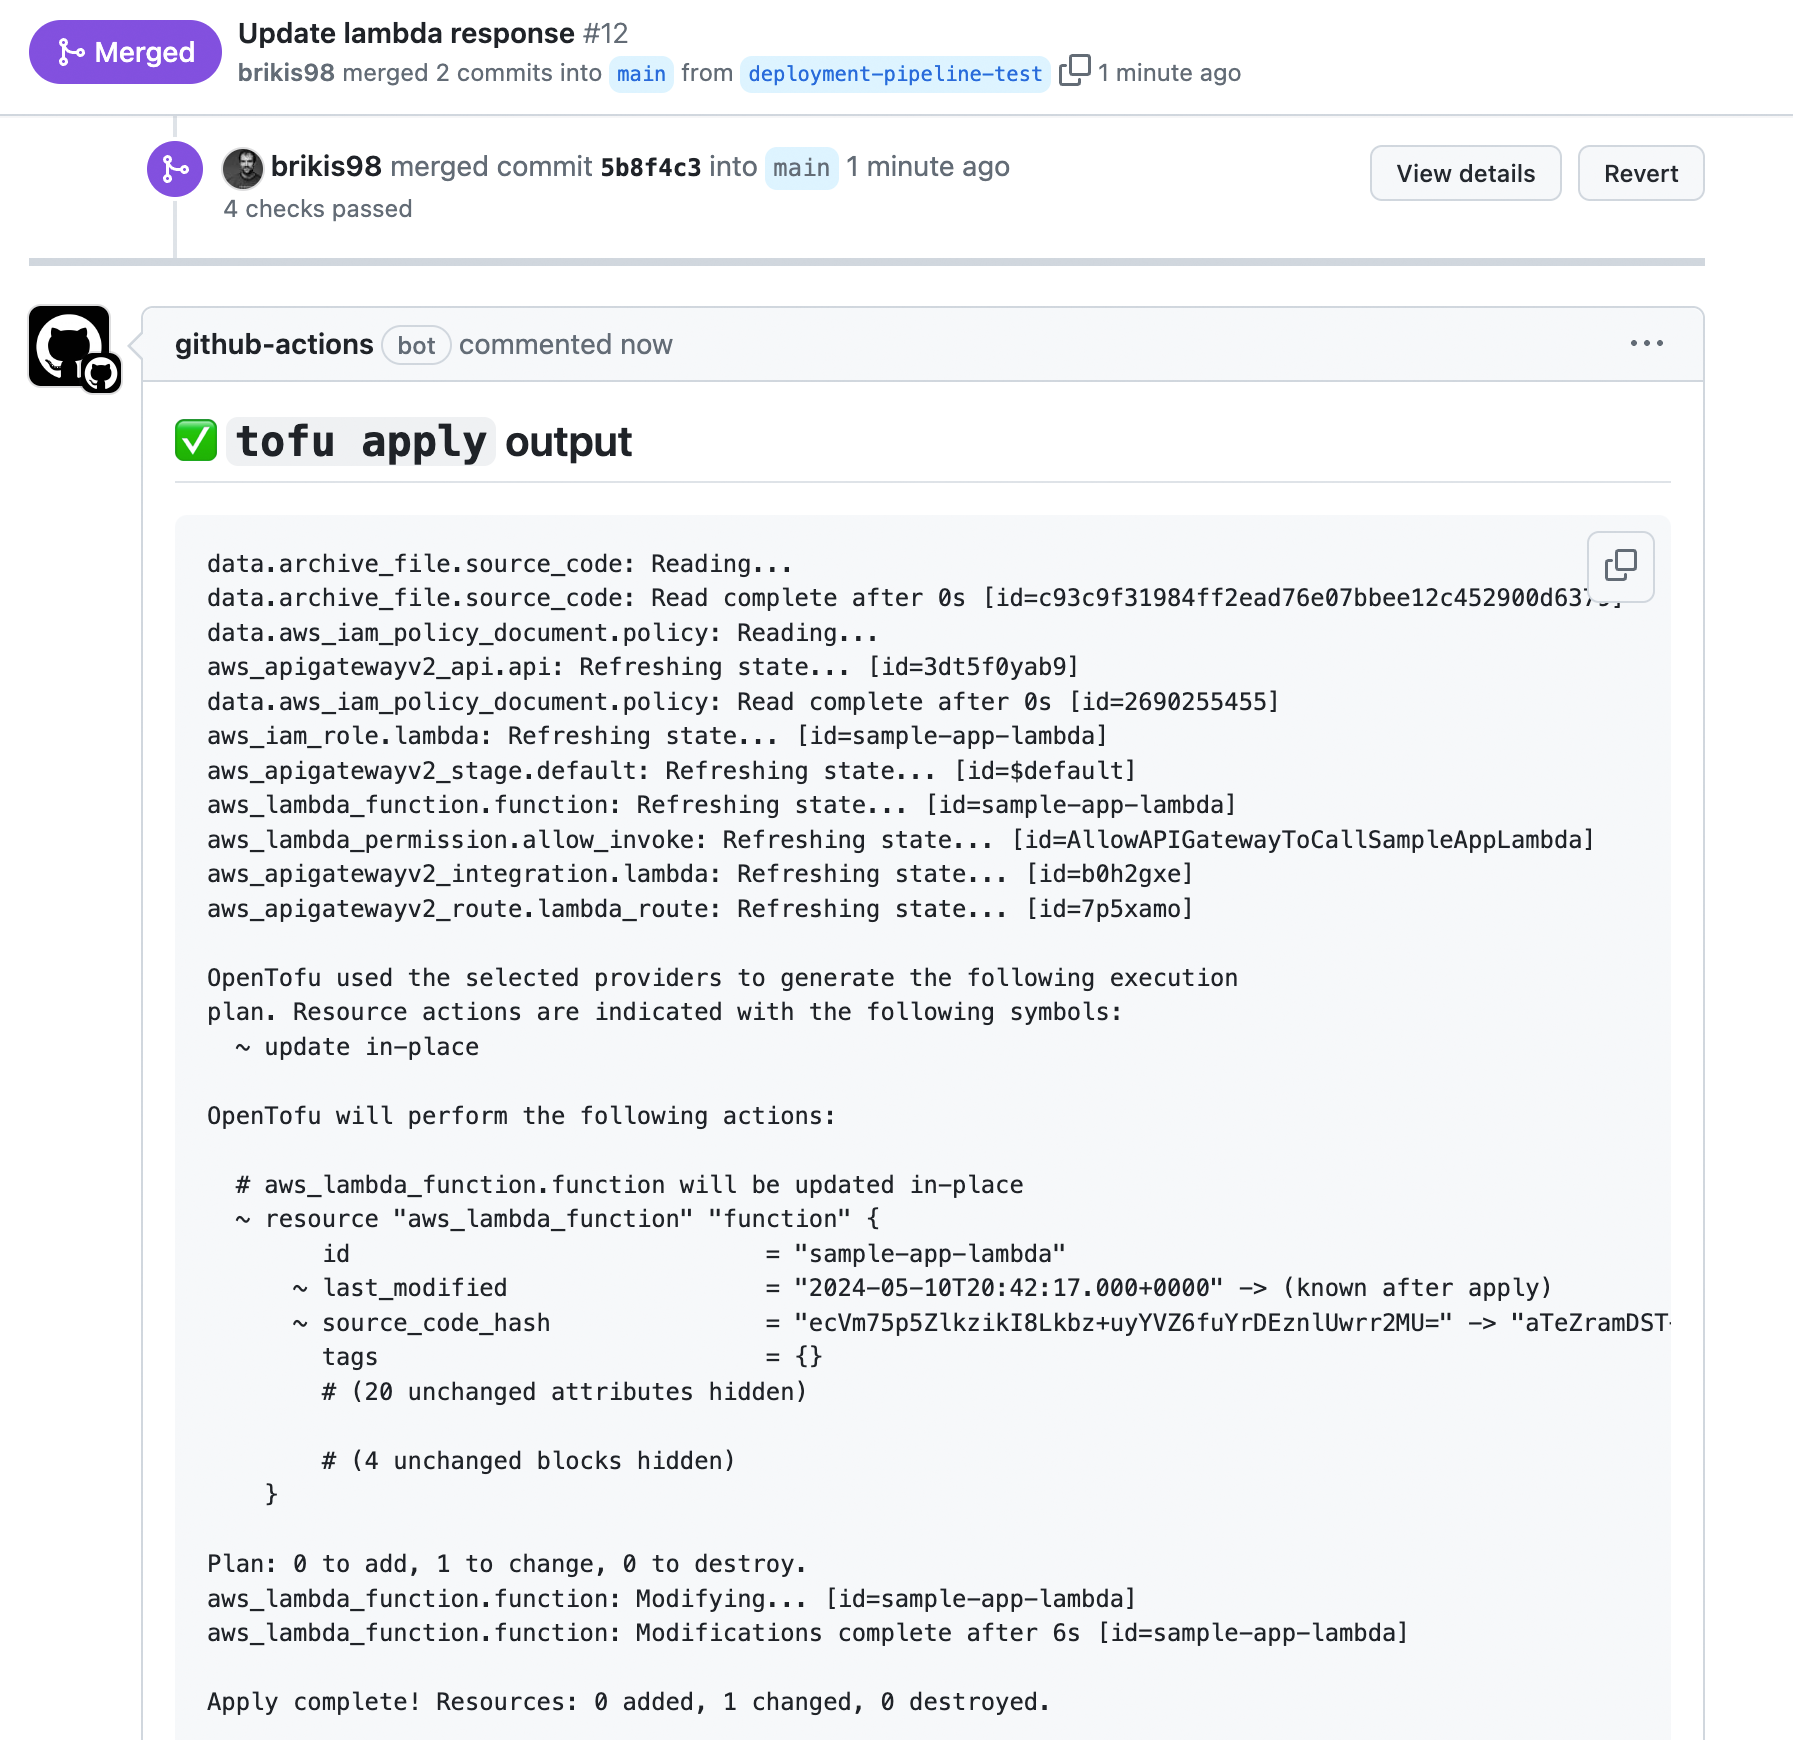 Merged
Update lambda response #12
brikis98 merged 2 commits into main from deployment-pipeline-test 1 minute ago
brikis98 merged commit 5b8f4c3 into main 1 minute ago
4 checks passed
View details
Revert
github-actions bot commented now
tofu apply output
data.archive_file.source_code: Reading...
data.archive_file.source_code: Read complete after 0s [id=c93c9f31984ff2ead76e07bbee12c452900d6379]
data.aws_iam_policy_document.policy: Reading...
aws_apigatewayv2_api.api: Refreshing state... [id=3dt5f0yab9]
data.aws_iam_policy_document.policy: Read complete after 0s [id=2690255455]
aws_iam_role.lambda: Refreshing state... [id=sample-app-lambda]
aws_apigatewayv2_stage.default: Refreshing state... [id=$default]
aws_lambda_function.function: Refreshing state... [id=sample-app-lambda]
aws_lambda_permission.allow_invoke: Refreshing state... [id=AllowAPIGatewayToCallSampleAppLambda]
aws_apigatewayv2_integration.lambda: Refreshing state... [id=b0h2gxe]
aws_apigatewayv2_route.lambda_route: Refreshing state... [id=7p5xamo]
OpenTofu used the selected providers to generate the following execution
plan. Resource actions are indicated with the following symbols:
~ update in-place
OpenTofu will perform the following actions:
# aws_lambda_function.function will be updated in-place
~ resource "aws_lambda_function" "function" {
id = "sample-app-lambda"
~ last_modified = "2024-05-10T20:42:17.000+0000" -> (known after apply)
~ source_code_hash = "ecVm75p5ZlkzikI8Lkbz+uyYVZ6fuYrDEznlUwrr2MU=" -> "aTeZramDST
tags = {}
# (20 unchanged attributes hidden)
# (4 unchanged blocks hidden)
}
Plan: 0 to add, 1 to change, 0 to destroy.
aws_lambda_function.function: Modifying... [id=sample-app-lambda]
aws_lambda_function.function: Modifications complete after 6s [id=sample-app-lambda]
Apply complete! Resources: 0 added, 1 changed, 0 destroyed.